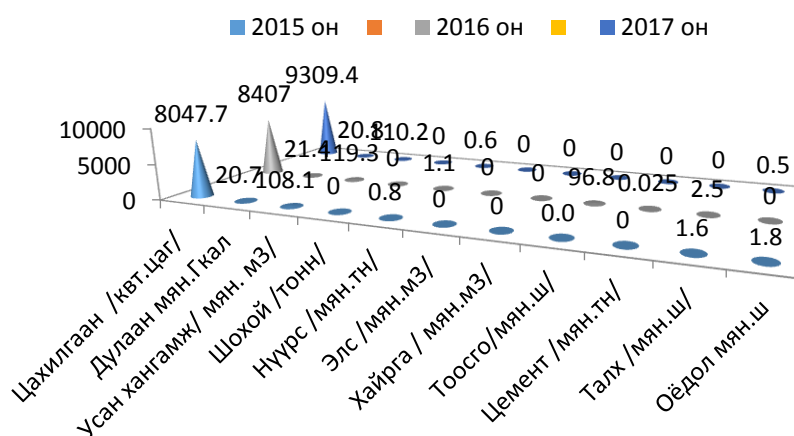 2015 он 2016 он 2017 он
9309.4
8407
8047.7
20.8 110.2 0 0.6 0 0 0 0 0 0.5
21.4 119.3 0 1.1 0 0 96.8 0.025 2.5 0
20.7 108.1 0 0.8 0 0 0.0 0 1.6 1.8
10000
5000
0
Цахилгаан /квт.цаг/
Дулаан мян.Гкал
Усан хангамж/ мян. м3/
Шохой /тонн/
Нүүрс /мян.тн/
Элс /мян.м3/
Хайрга / мян.м3/
Тоосго/мян.ш/
Цемент /мян.тн/
Талх /мян.ш/
Оёдол мян.ш